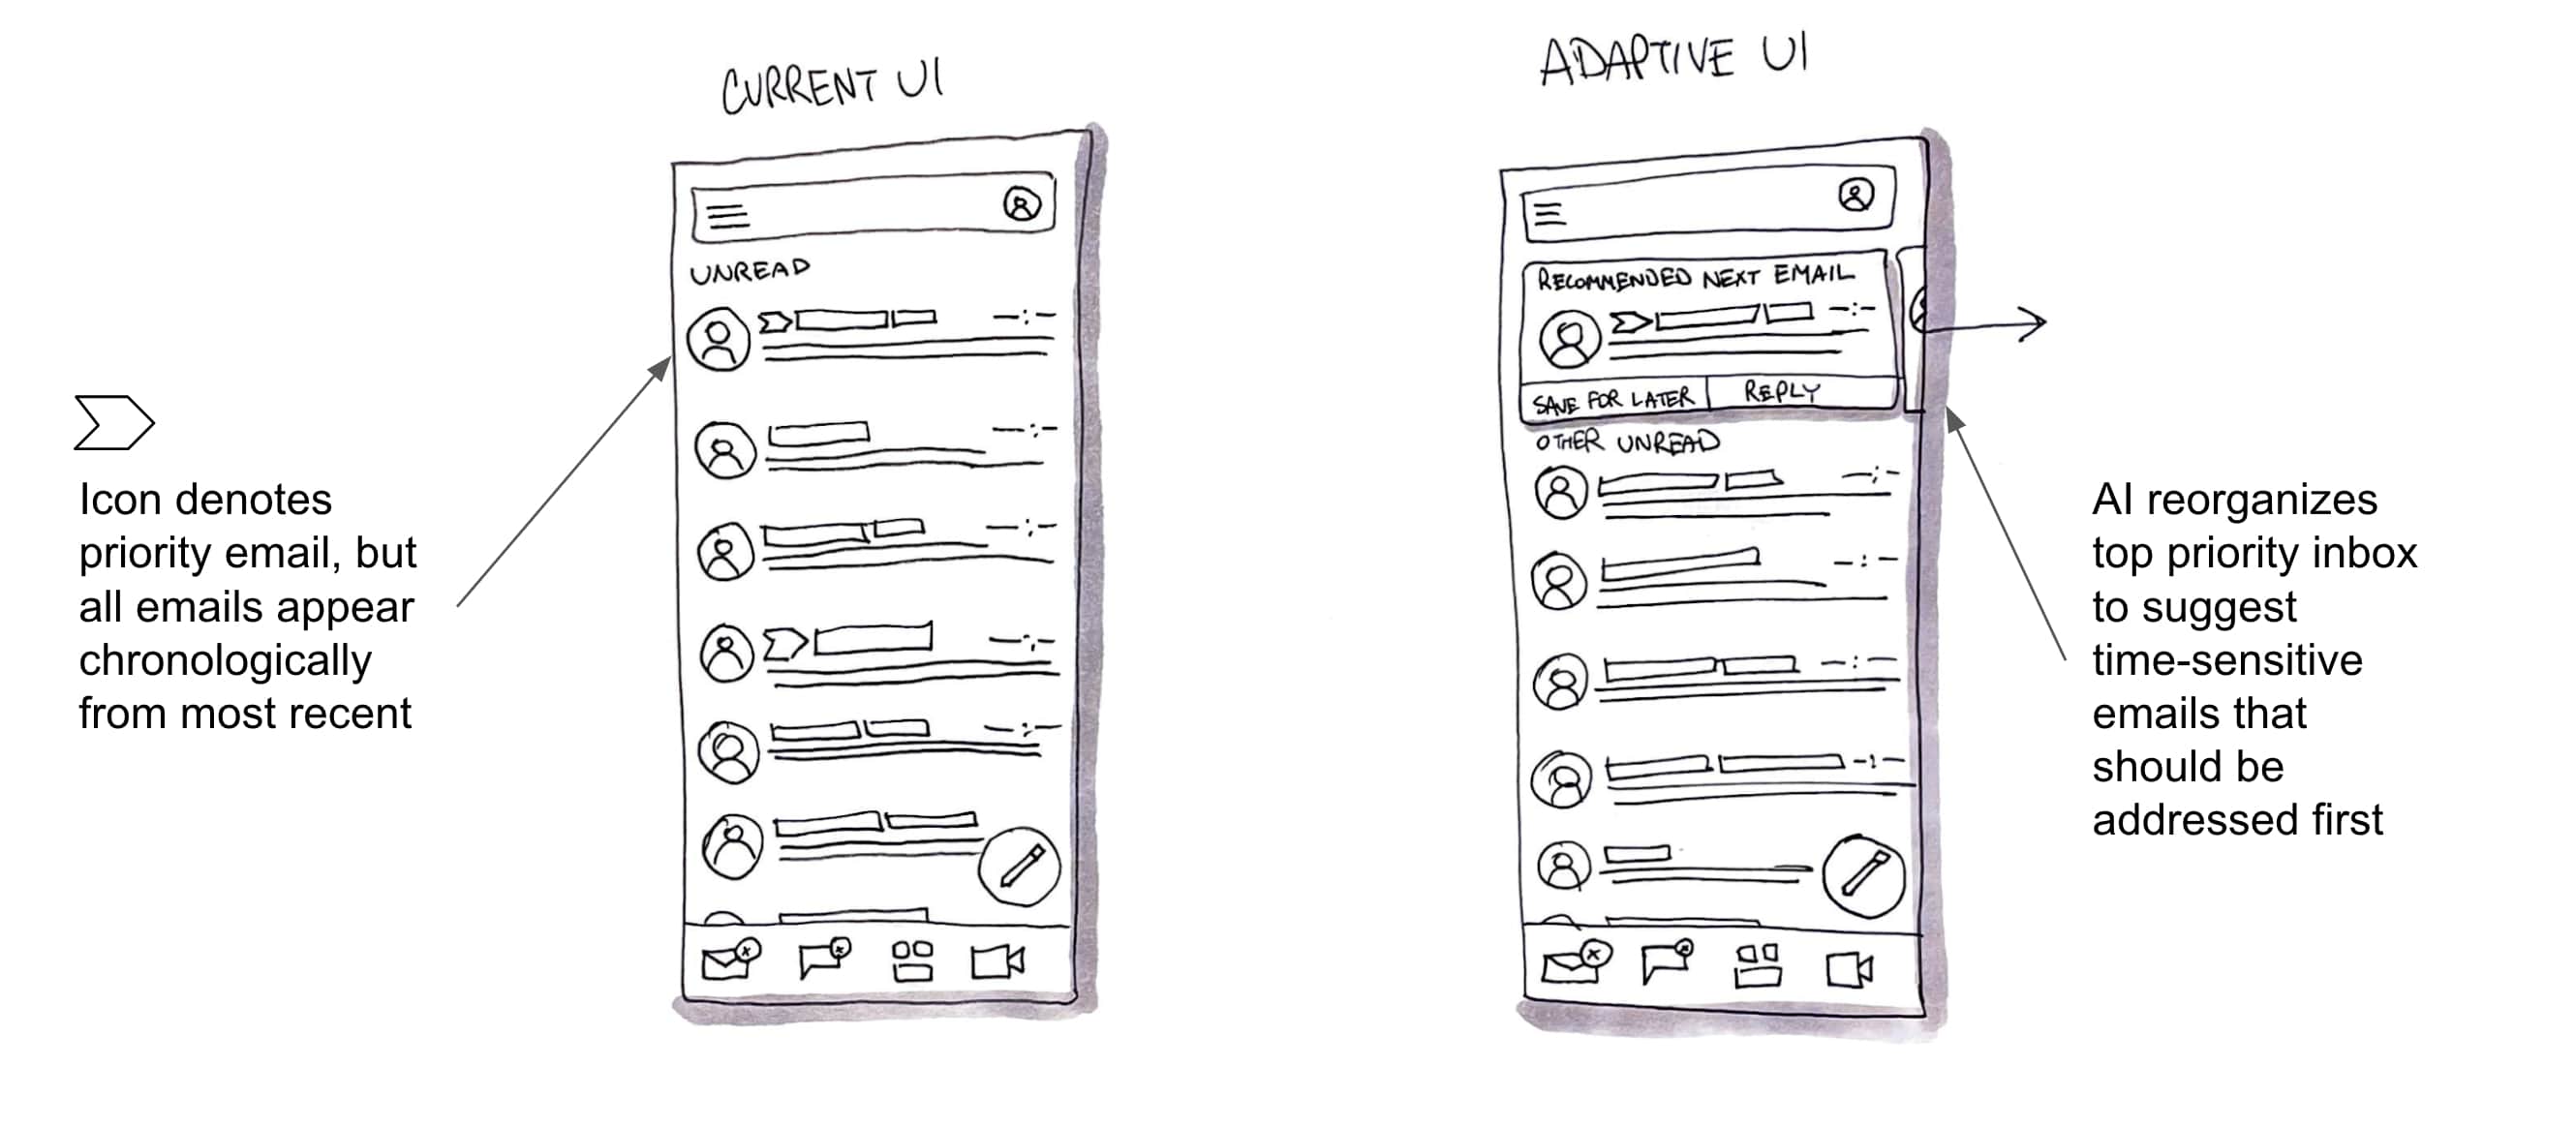 CURRENT UI
UNREAD
Icon denotes
priority email, but
all emails appear
chronologically
from most recent
ADAPTIVE UI
RECOMMENDED NEXT EMAIL
SAVE FOR LATER
REPLY
OTHER UNREAD
AI reorganizes
top priority inbox
to suggest
time-sensitive
emails that
should be
addressed first